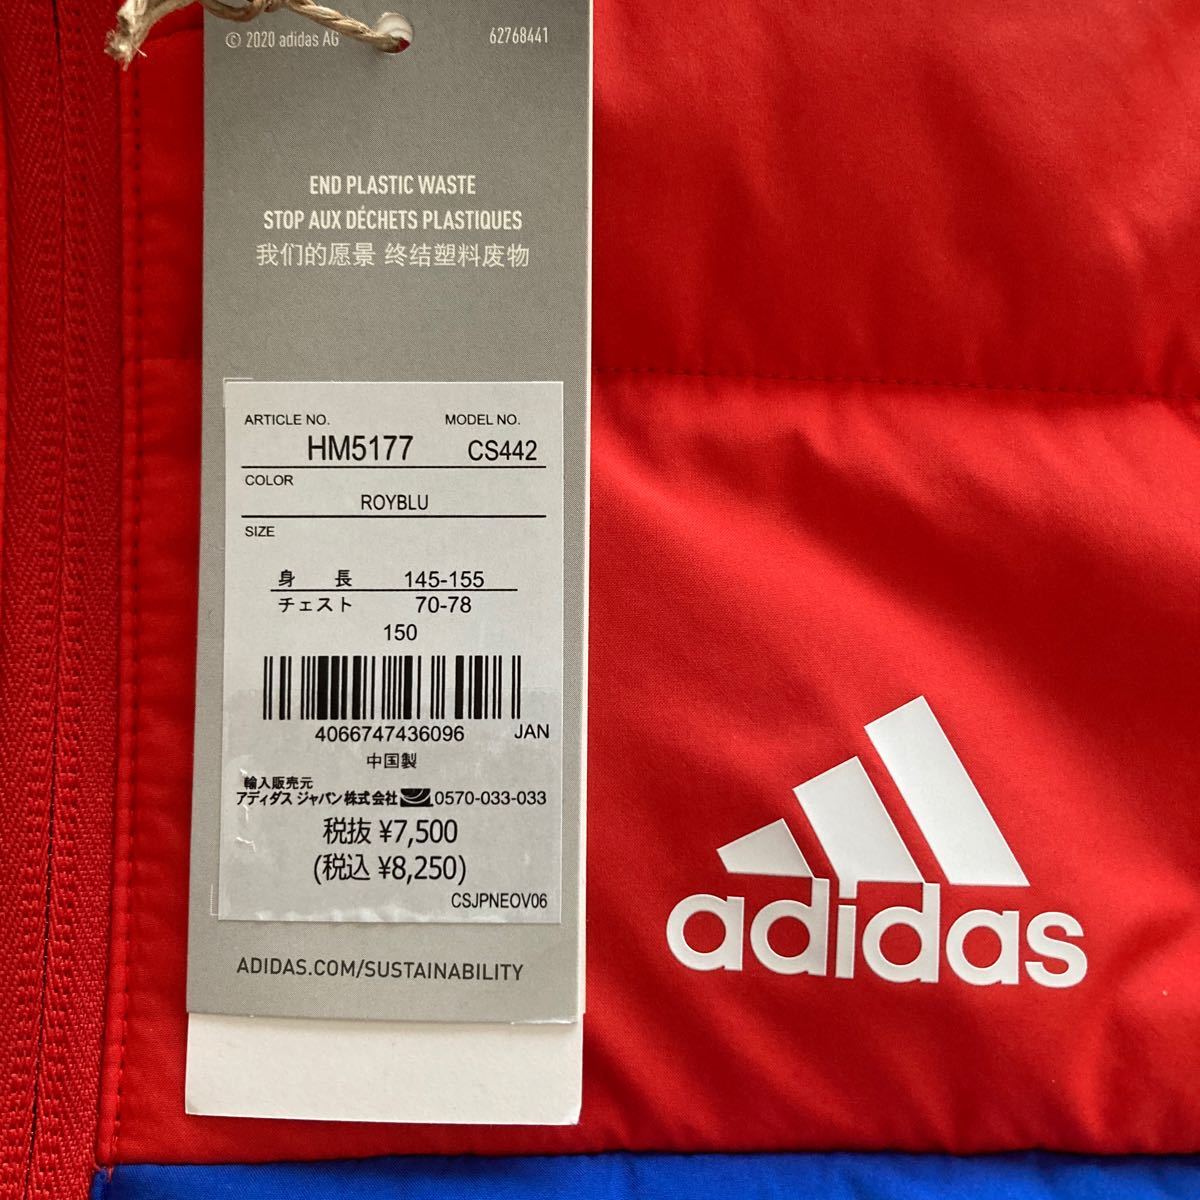 © 2020 adidas AG 62768441
END PLASTIC WASTE
STOP AUX DÉCHETS PLASTIQUES
我们的愿景 终结塑料废物
ARTICLE NO. MODEL NO.
HM5177 CS442
COLOR
ROYBLU
SIZE
身 長 145-155
チェスト 70-78
150
4066747436096 JAN
中国製
輸入販売元
アディダス ジャパン株式会社 0570-033-033
税抜 ¥7,500
(税込 ¥8,250)
CSJPNEOV06
ADIDAS.COM/SUSTAINABILITY
adidas